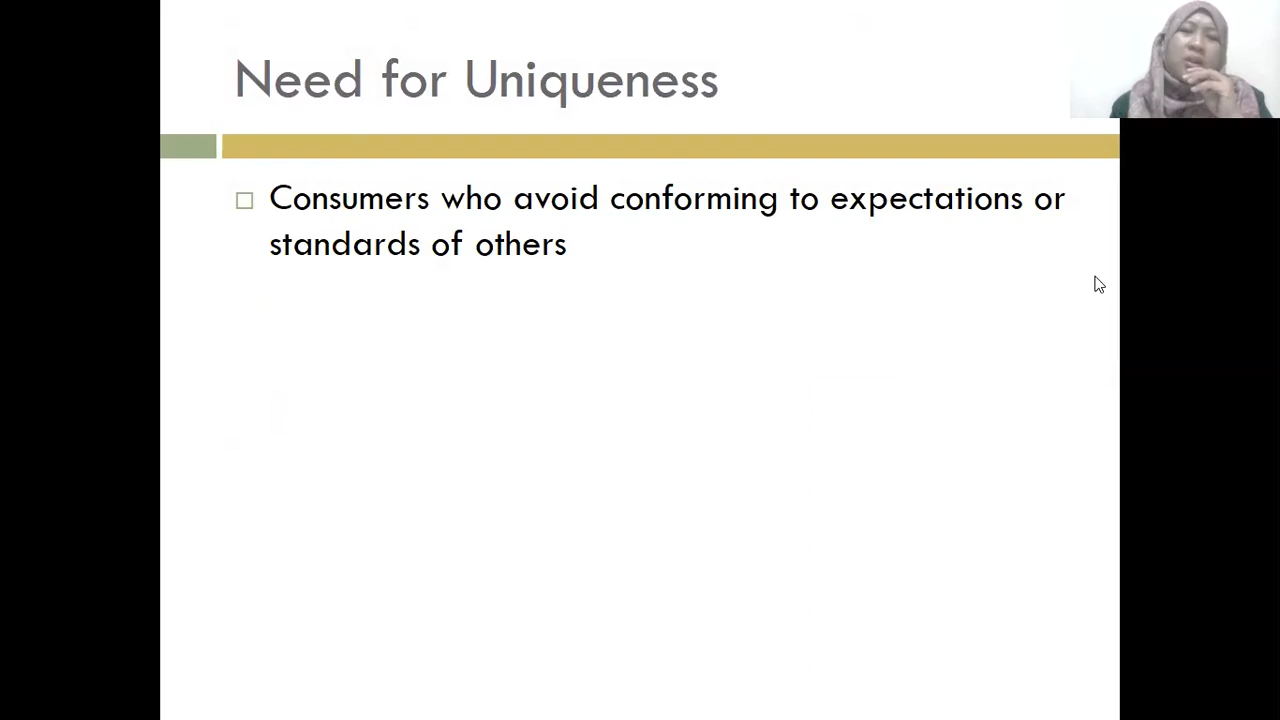 Need for Uniqueness
Consumers who avoid conforming to expectations or
standards of others